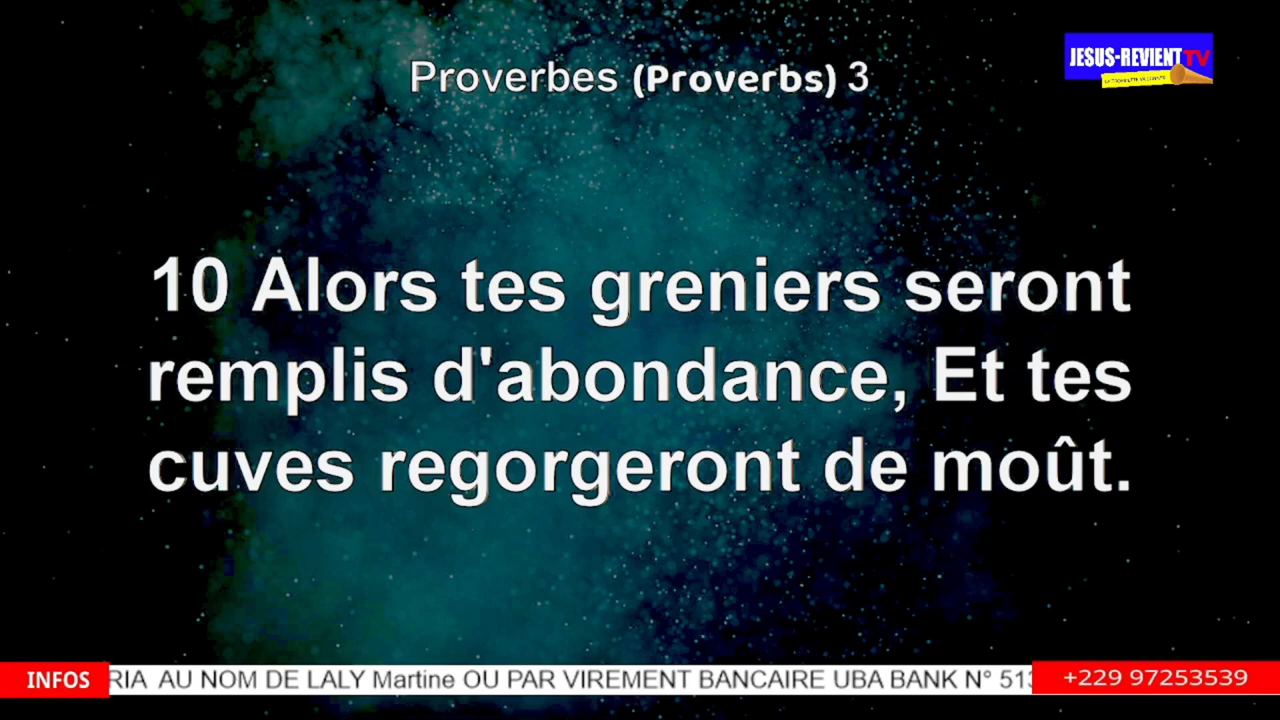 Proverbes (Proverbs) 3
JESUS-REVIENT TV
10 Alors tes greniers seront
remplis d'abondance, Et tes
cuves regorgeront de moût.
INFOS
RIA AU NOM DE LALY Martine OU PAR VIREMENT BANCAIRE UBA BANK N° 513
+229 97253539